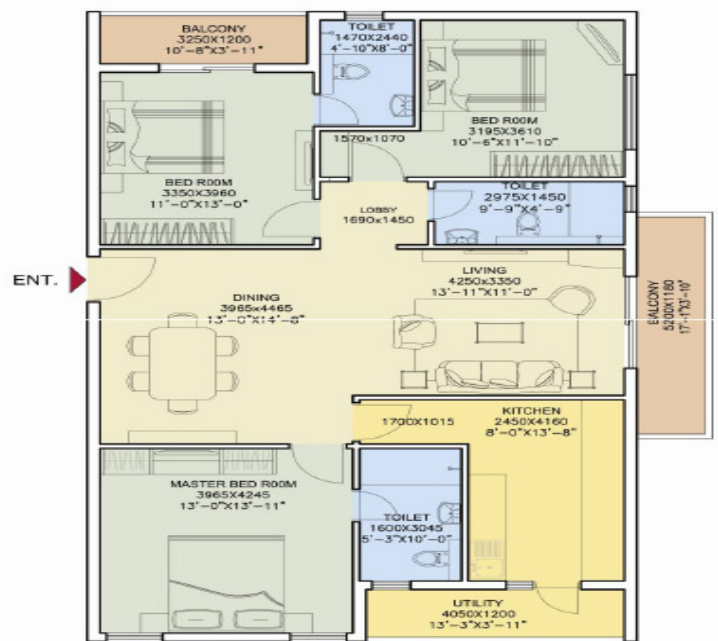 BALCONY
3250X1200
10'-8"X3'-11"
TOILET
1470X2440
4'-10"X8'-0"
BED ROOM
3195X3610
10'-6"X11'-10"
1570x1070
BED ROOM
3350X3960
11'-0"X13'-0"
TOILET
2975X1450
9'-9"X4'-9"
LOBBY
1690x1450
ENT.
LIVING
4250x3350
13'-11"X11'-0"
DINING
3965x4465
13'-0"X14'-8"
BALCONY
5200X1180
17'-1"X3'-10"
1700X1015
KITCHEN
2450X4160
8'-0"X13'-8"
MASTER BED ROOM
3965X4245
13'-0"X13'-11"
TOILET
1600X3045
5'-3"X10'-0"
UTILITY
4050X1200
13'-3"X3'-11"